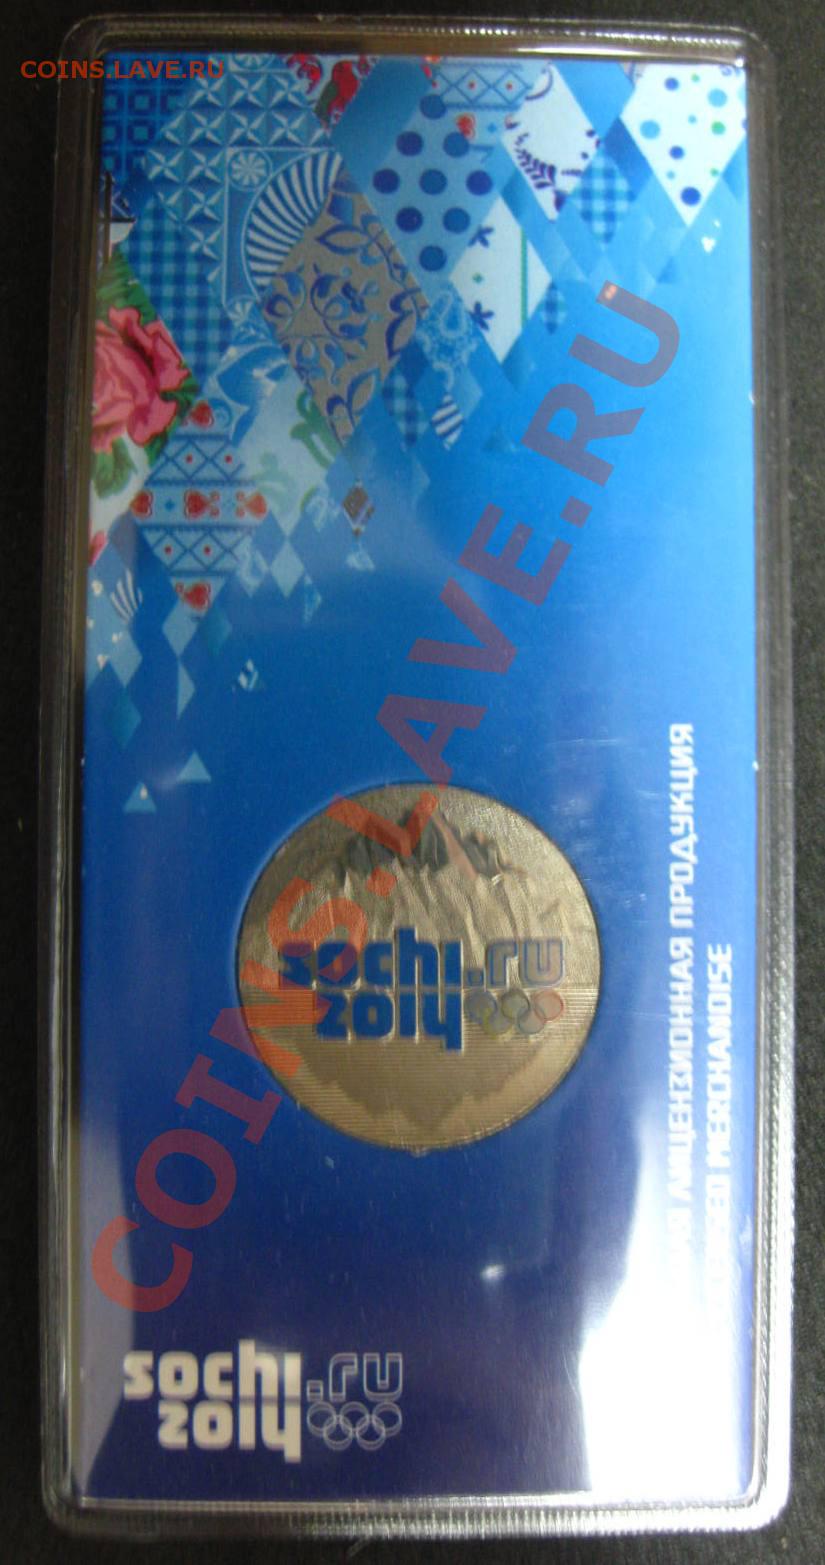 COINS.LAVE.RU
COINS.LAVE.RU
sochi.ru
2014
ЛИЦЕНЗИОННАЯ ПРОДУКЦИЯ
MERCHANDISE
sochi.ru
2014